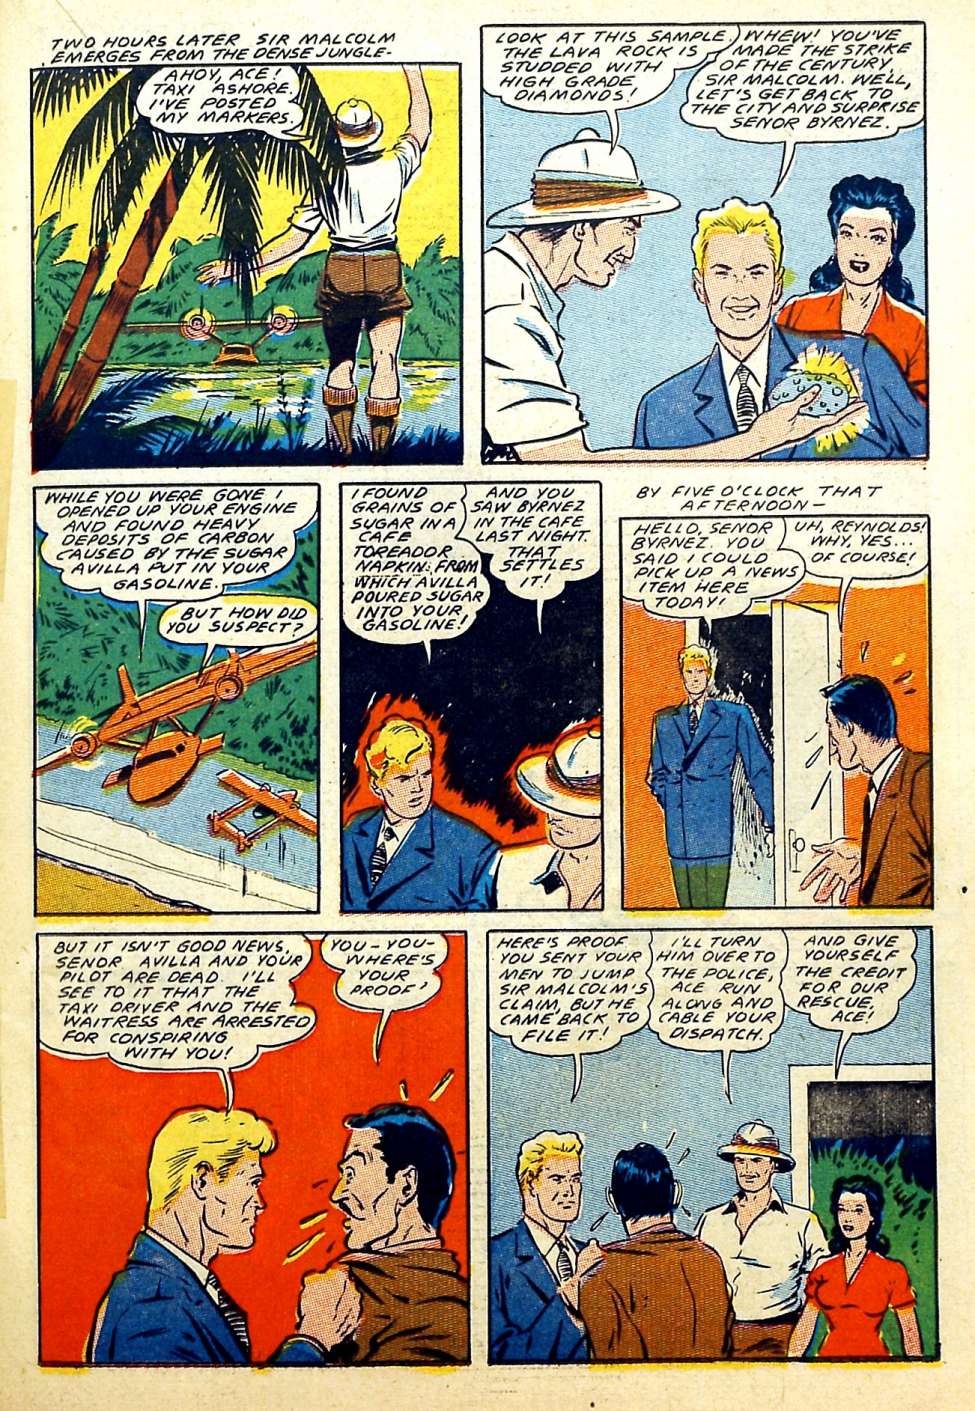 TWO HOURS LATER SIR MALCOLM
EMERGES FROM THE DENSE JUNGLE-
AHOY, ACE!
TAXI ASHORE.
I'VE POSTED
MY MARKERS.
LOOK AT THIS SAMPLE.
THE LAVA ROCK IS
STUDDED WITH
HIGH GRADE
DIAMONDS!
WHEW! YOU'VE
MADE THE STRIKE
OF THE CENTURY,
SIR MALCOLM. WELL,
LET'S GET BACK TO
THE CITY AND SURPRISE
SENOR BYRNEZ.
WHILE YOU WERE GONE I
OPENED UP YOUR ENGINE
AND FOUND HEAVY
DEPOSITS OF CARBON
CAUSED BY THE SUGAR
AVILLA PUT IN YOUR
GASOLINE.
BUT HOW DID
YOU SUSPECT?
I FOUND
GRAINS OF
SUGAR IN A
CAFE
TOREADOR
NAPKIN FROM
WHICH AVILLA
POURED SUGAR
INTO YOUR
GASOLINE!
AND YOU
SAW BYRNEZ
IN THE CAFE
LAST NIGHT.
THAT
SETTLES
IT!
BY FIVE O'CLOCK THAT
AFTERNOON-
HELLO, SENOR
BYRNEZ. YOU
SAID I COULD
PICK UP A NEWS
ITEM HERE
TODAY!
UH, REYNOLDS!
WHY, YES...
OF COURSE!
BUT IT ISN'T GOOD NEWS,
SENOR AVILLA AND YOUR
PILOT ARE DEAD. I'LL
SEE TO IT THAT THE
TAXI DRIVER AND THE
WAITRESS ARE ARRESTED
FOR CONSPIRING
WITH YOU!
YOU-YOU-
WHERE'S
YOUR
PROOF?
HERE'S PROOF.
YOU SENT YOUR
MEN TO JUMP
SIR MALCOLM'S
CLAIM, BUT HE
CAME BACK TO
FILE IT!
I'LL TURN
HIM OVER TO
THE POLICE,
ACE. RUN
ALONG AND
CABLE YOUR
DISPATCH.
AND GIVE
YOURSELF
THE CREDIT
FOR OUR
RESCUE,
ACE!